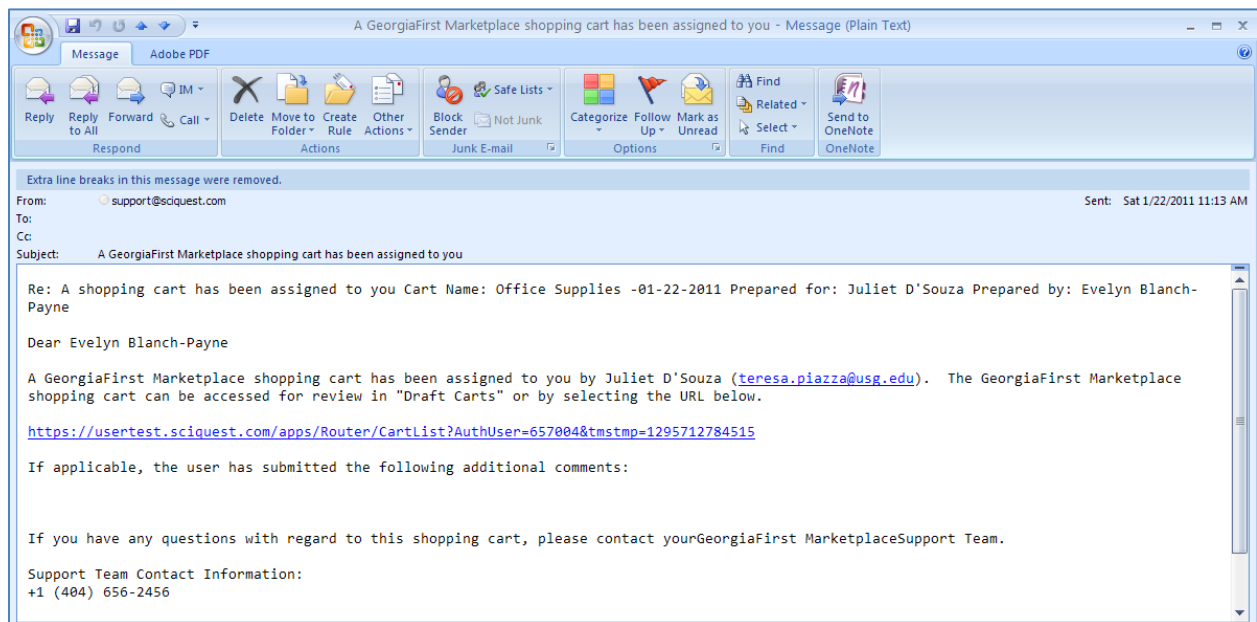 A GeorgiaFirst Marketplace shopping cart has been assigned to you - Message (Plain Text)
Message Adobe PDF
Reply Reply to All Forward IM Call
Respond
Delete Move to Folder Create Rule Other Actions
Actions
Block Sender Safe Lists Not Junk
Junk E-mail
Categorize Follow Up Mark as Unread
Options
Find Related Select
Find
Send to OneNote
OneNote
Extra line breaks in this message were removed.
From: support@sciquest.com Sent: Sat 1/22/2011 11:13 AM
To:
Cc:
Subject: A GeorgiaFirst Marketplace shopping cart has been assigned to you
Re: A shopping cart has been assigned to you Cart Name: Office Supplies -01-22-2011 Prepared for: Juliet D'Souza Prepared by: Evelyn Blanch-
Payne
Dear Evelyn Blanch-Payne
A GeorgiaFirst Marketplace shopping cart has been assigned to you by Juliet D'Souza (teresa.piazza@usg.edu).  The GeorgiaFirst Marketplace
shopping cart can be accessed for review in "Draft Carts" or by selecting the URL below.
https://usertest.sciquest.com/apps/Router/CartList?AuthUser=657004&tmstmp=1295712784515
If applicable, the user has submitted the following additional comments:
If you have any questions with regard to this shopping cart, please contact yourGeorgiaFirst MarketplaceSupport Team.
Support Team Contact Information:
+1 (404) 656-2456